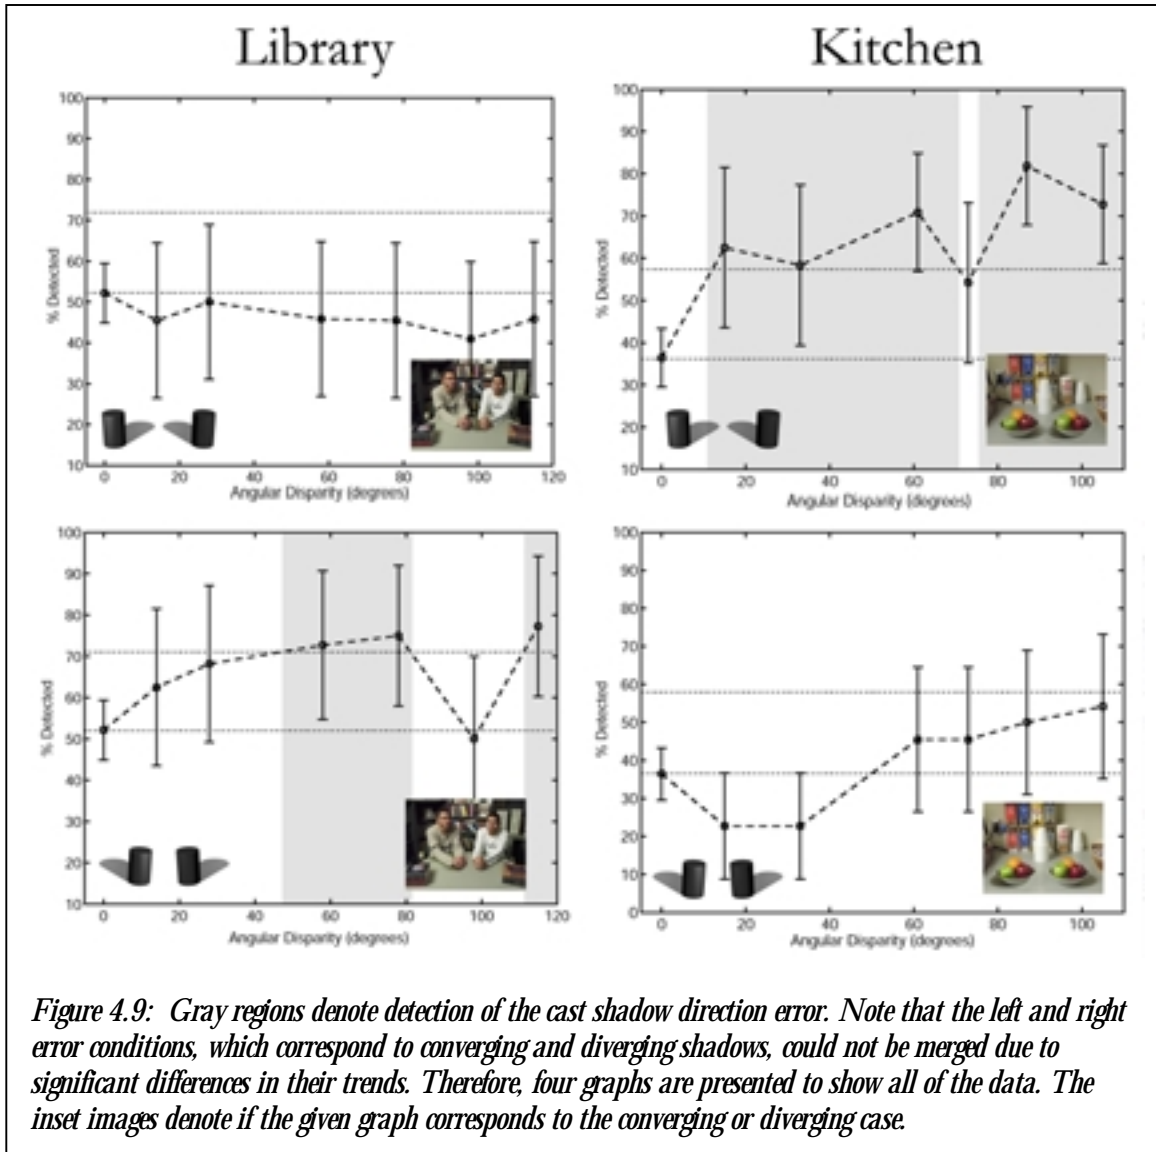 Library
Kitchen
100
90
80
70
60
50
40
30
20
10
% Detected
0 20 40 60 80 100 120
Angular Disparity (degrees)
100
90
80
70
60
50
40
30
20
10
% Detected
0 20 40 60 80 100
Angular Disparity (degrees)
100
90
80
70
60
50
40
30
20
10
% Detected
0 20 40 60 80 100 120
Angular Disparity (degrees)
100
90
80
70
60
50
40
30
20
10
0
% Detected
0 20 40 60 80 100
Angular Disparity (degrees)
Figure 4.9: Gray regions denote detection of the cast shadow direction error. Note that the left and right
error conditions, which correspond to converging and diverging shadows, could not be merged due to
significant differences in their trends. Therefore, four graphs are presented to show all of the data. The
inset images denote if the given graph corresponds to the converging or diverging case.